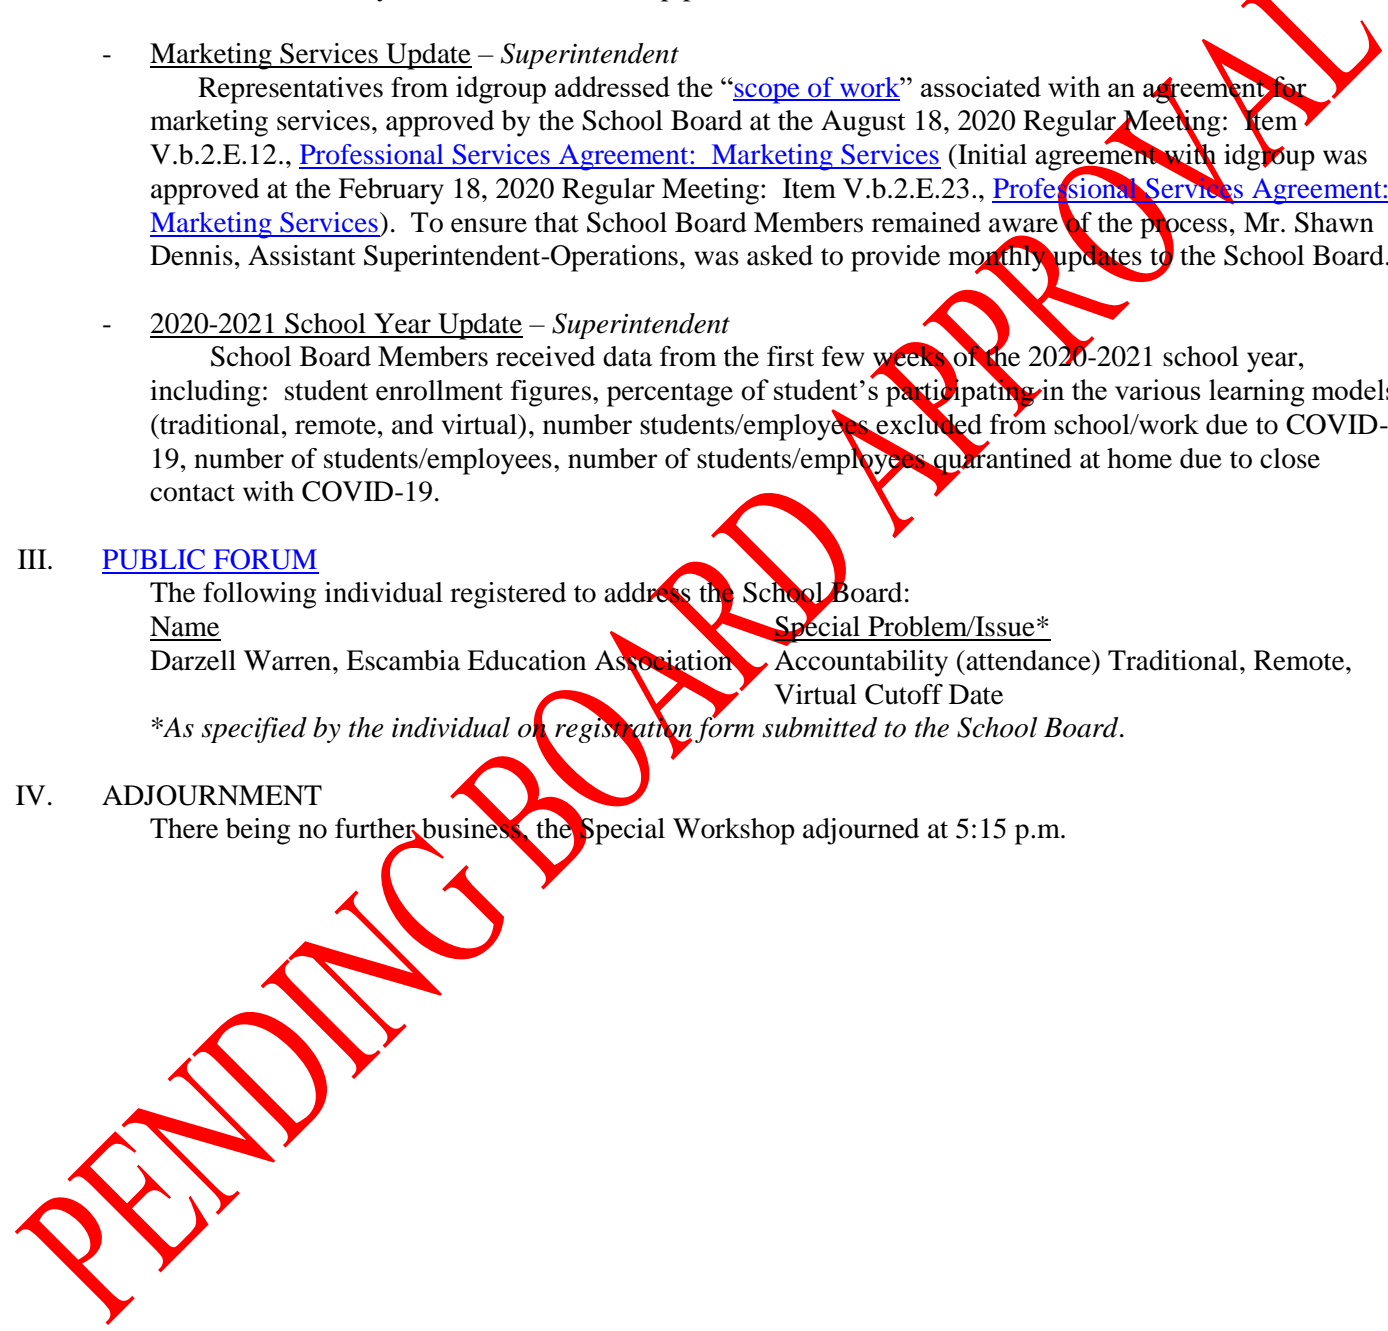 - Marketing Services Update – Superintendent
Representatives from idgroup addressed the “scope of work” associated with an agreement for
marketing services, approved by the School Board at the August 18, 2020 Regular Meeting: Item
V.b.2.E.12., Professional Services Agreement: Marketing Services (Initial agreement with idgroup was
approved at the February 18, 2020 Regular Meeting: Item V.b.2.E.23., Professional Services Agreement:
Marketing Services). To ensure that School Board Members remained aware of the process, Mr. Shawn
Dennis, Assistant Superintendent-Operations, was asked to provide monthly updates to the School Board.
- 2020-2021 School Year Update – Superintendent
School Board Members received data from the first few weeks of the 2020-2021 school year,
including: student enrollment figures, percentage of student’s participating in the various learning models
(traditional, remote, and virtual), number students/employees excluded from school/work due to COVID-
19, number of students/employees, number of students/employees quarantined at home due to close
contact with COVID-19.
III. PUBLIC FORUM
The following individual registered to address the School Board:
Name Special Problem/Issue*
Darzell Warren, Escambia Education Association Accountability (attendance) Traditional, Remote,
Virtual Cutoff Date
*As specified by the individual on registration form submitted to the School Board.
IV. ADJOURNMENT
There being no further business, the Special Workshop adjourned at 5:15 p.m.
PENDING BOARD APPROVAL